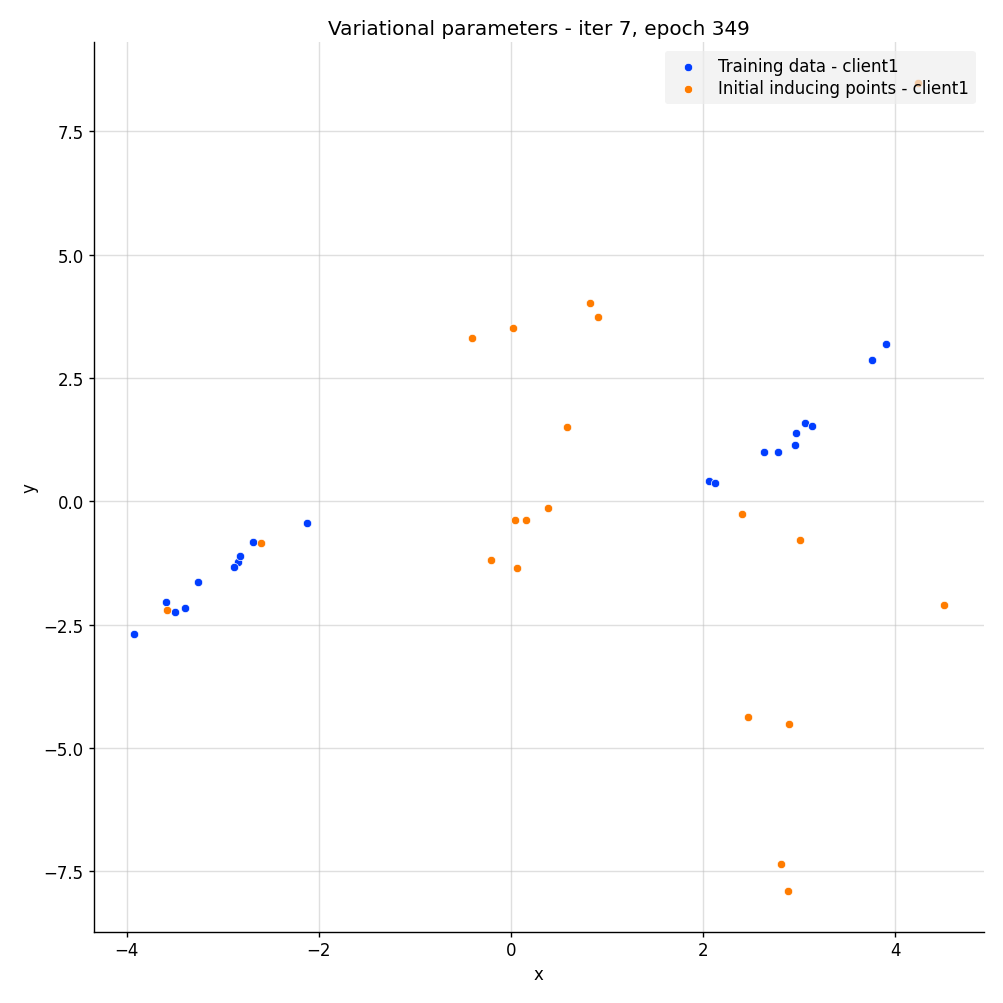 Variational parameters - iter 7, epoch 349
Training data - client1
Initial inducing points - client1
7.5
5.0
2.5
0.0
−2.5
−5.0
−7.5
y
−4
−2
0
2
4
x